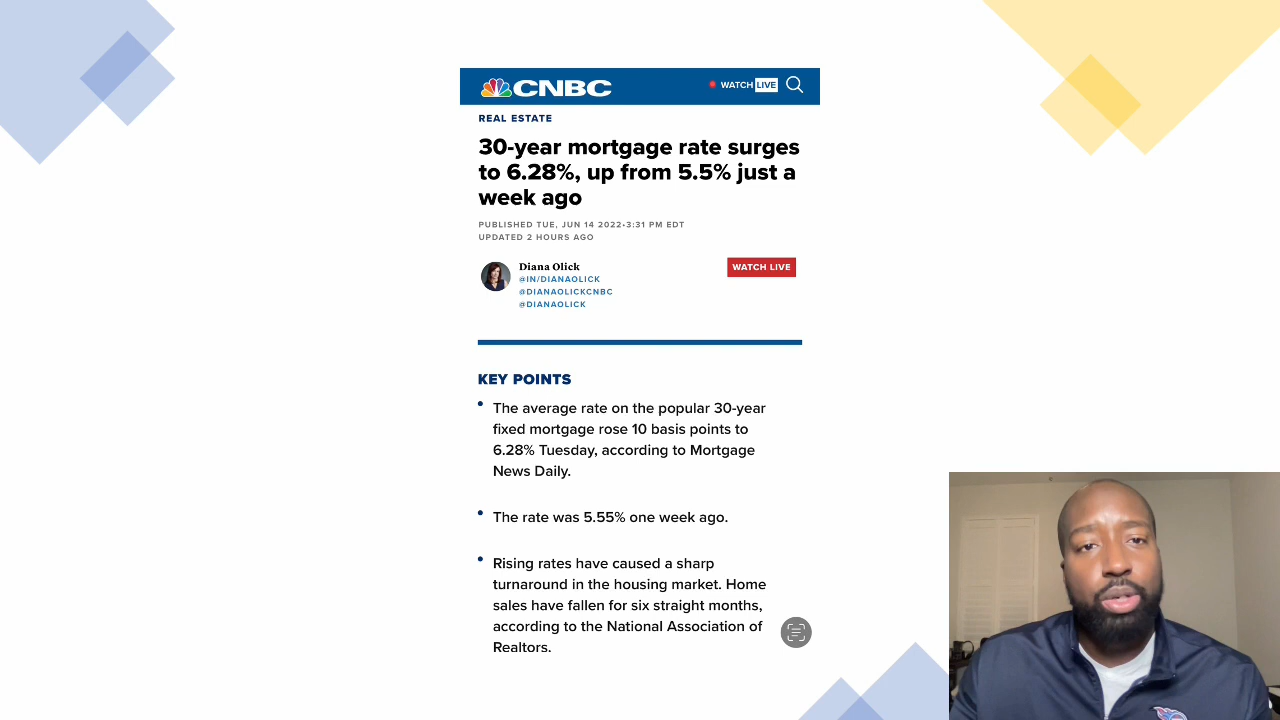 CNBC
WATCH LIVE
REAL ESTATE
30-year mortgage rate surges
to 6.28%, up from 5.5% just a
week ago
PUBLISHED TUE, JUN 14 2022•3:31 PM EDT
UPDATED 2 HOURS AGO
Diana Olick
@IN/DIANAOLICK
@DIANAOLICKCNBC
@DIANAOLICK
WATCH LIVE
KEY POINTS
• The average rate on the popular 30-year
fixed mortgage rose 10 basis points to
6.28% Tuesday, according to Mortgage
News Daily.
• The rate was 5.55% one week ago.
• Rising rates have caused a sharp
turnaround in the housing market. Home
sales have fallen for six straight months,
according to the National Association of
Realtors.